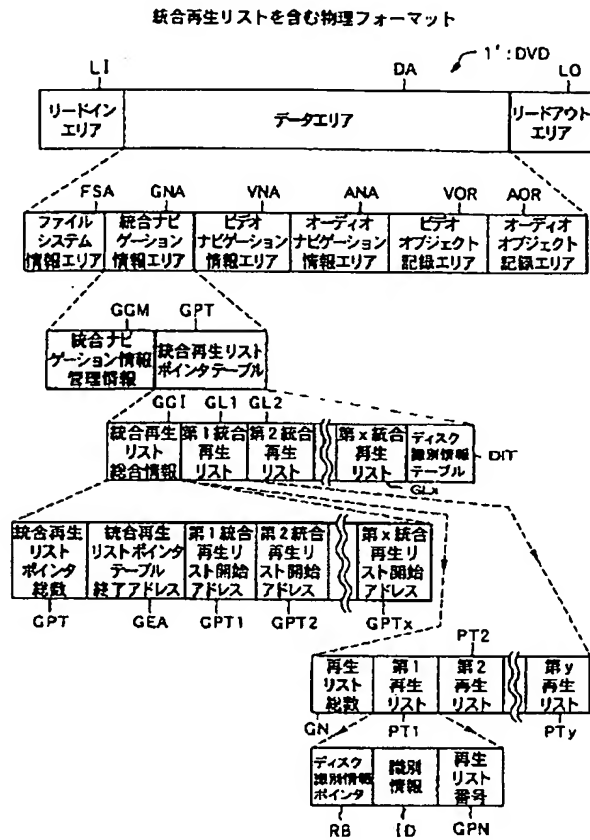 統合再生リストを含む物理フォーマット
1':DVD
LI
DA
LO
リードイン
エリア
データエリア
リードアウト
エリア
FSA
GNA
VNA
ANA
VOR
AOR
ファイル
システム
情報エリア
統合ナビ
ゲーション
情報エリア
ビデオ
ナビゲーション
情報エリア
オーディオ
ナビゲーション
情報エリア
ビデオ
オブジェクト
記録エリア
オーディオ
オブジェクト
記録エリア
GGM
GPT
統合ナビ
ゲーション情報
管理情報
統合再生リスト
ポインタテーブル
GGI
GL1
GL2
統合再生
リスト
総合情報
第1統合
再生
リスト
第2統合
再生
リスト
第x統合
再生
リスト
ディスク
識別情報
テーブル
DIT
GLx
統合再生
リスト
ポインタ
総数
統合再生
リストポインタ
テーブル
終了アドレス
第1統合
再生リ
スト開始
アドレス
第2統合
再生リ
スト開始
アドレス
第x統合
再生リ
スト開始
アドレス
GPT
GEA
GPT1
GPT2
GPTx
PT2
再生
リスト
総数
第1
再生
リスト
第2
再生
リスト
第y
再生
リスト
GN
PT1
PTy
ディスク
識別情報
ポインタ
識別
情報
再生
リスト
番号
RB
ID
GPN